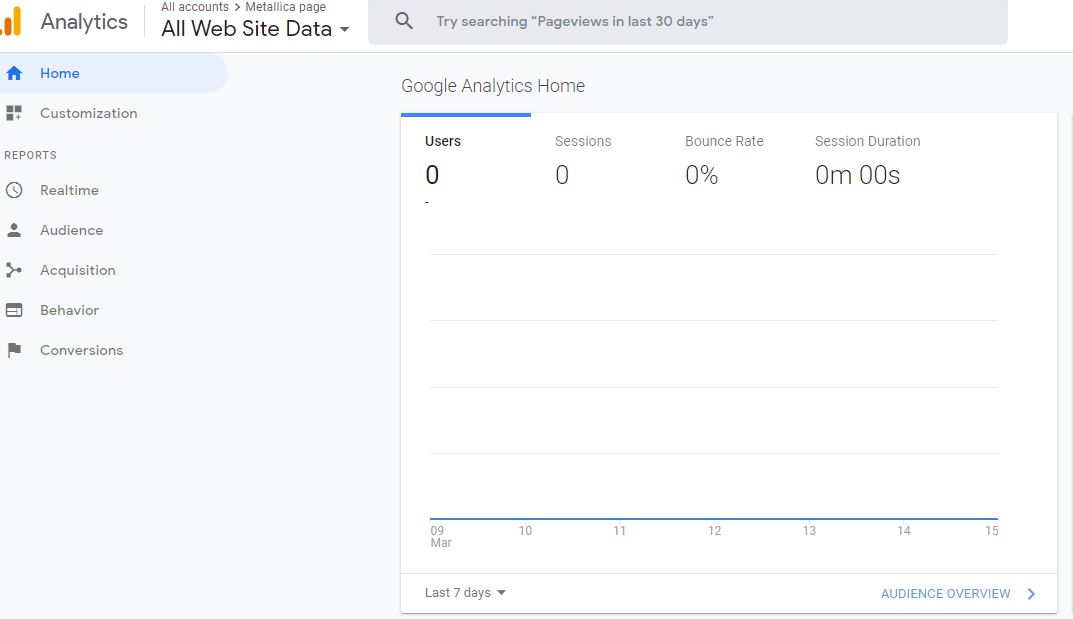 Analytics
All accounts > Metallica page
All Web Site Data
Try searching “Pageviews in last 30 days”
Home
Customization
REPORTS
Realtime
Audience
Acquisition
Behavior
Conversions
Google Analytics Home
Users Sessions Bounce Rate Session Duration
0 0 0% 0m 00s
-
09 10 11 12 13 14 15
Mar
Last 7 days
AUDIENCE OVERVIEW